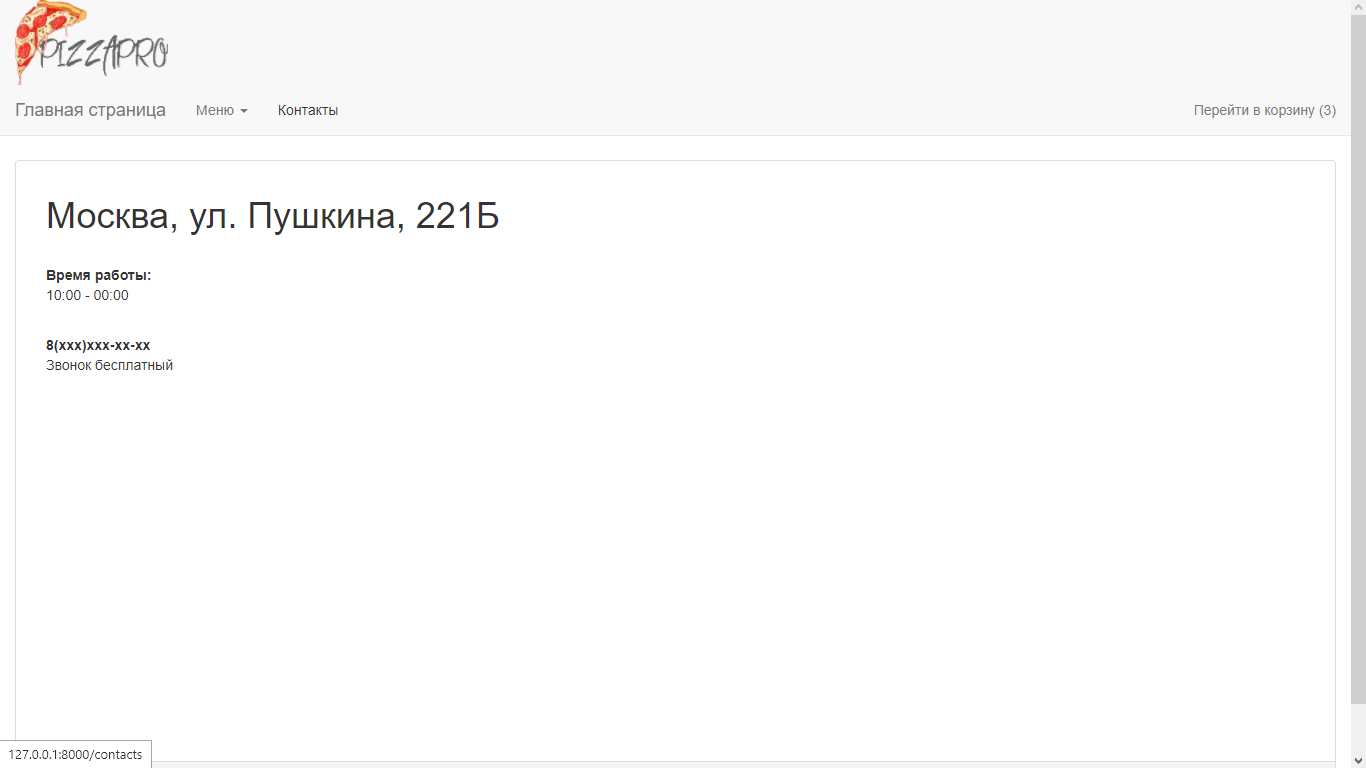 PIZZAPRO
Главная страница Меню Контакты Перейти в корзину (3)
Москва, ул. Пушкина, 221Б
Время работы:
10:00 - 00:00
8(xxx)xxx-xx-xx
Звонок бесплатный
127.0.0.1:8000/contacts